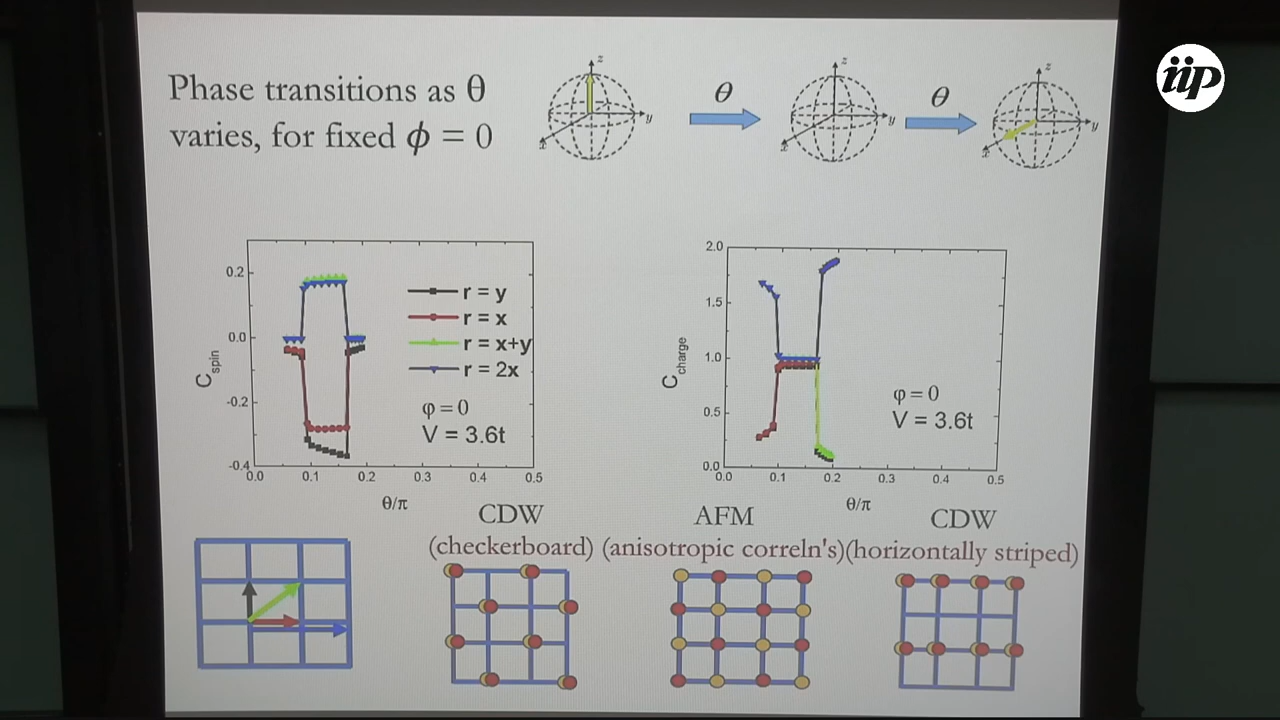 iip
Phase transitions as θ
varies, for fixed ϕ = 0
z
y
x
θ
z
y
x
θ
z
y
x
0.2
0.0
-0.2
-0.4
C_spin
0.0 0.1 0.2 0.3 0.4 0.5
θ/π
r = y
r = x
r = x+y
r = 2x
φ = 0
V = 3.6t
2.0
1.5
1.0
0.5
0.0
C_charge
0.0 0.1 0.2 0.3 0.4 0.5
θ/π
φ = 0
V = 3.6t
CDW
(checkerboard)
AFM
(anisotropic correln's)
CDW
(horizontally striped)